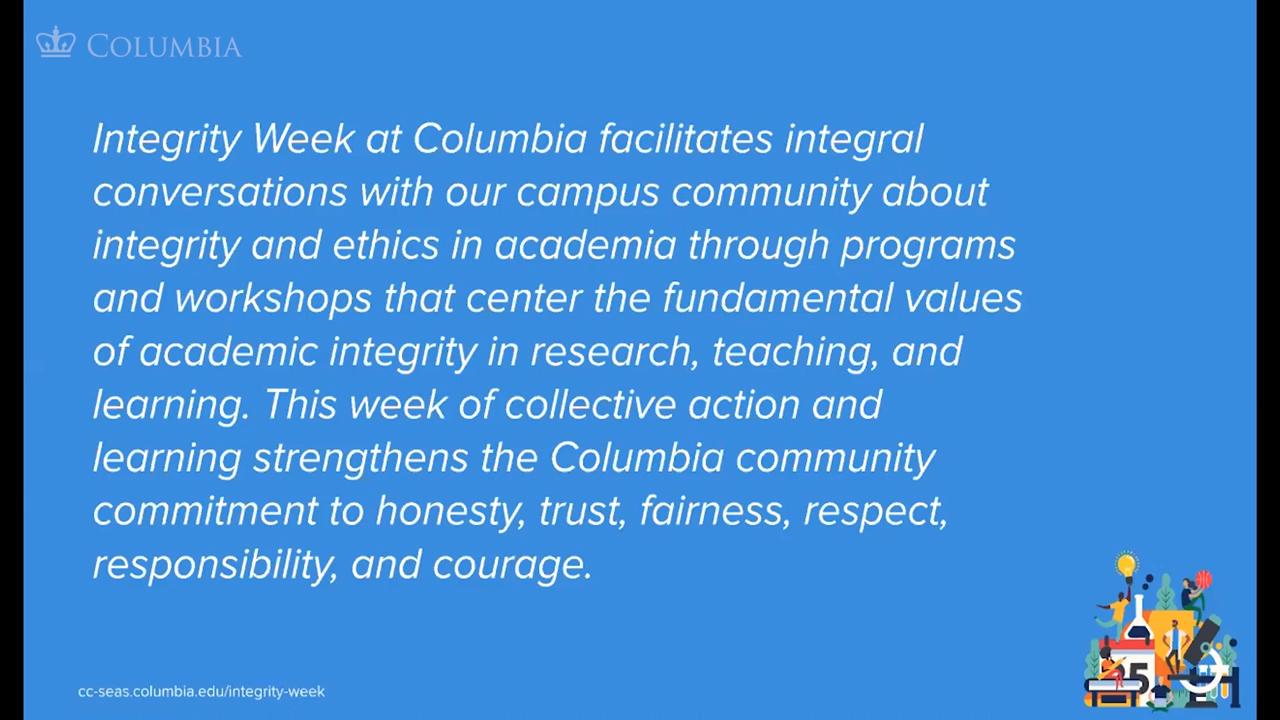 COLUMBIA
Integrity Week at Columbia facilitates integral
conversations with our campus community about
integrity and ethics in academia through programs
and workshops that center the fundamental values
of academic integrity in research, teaching, and
learning. This week of collective action and
learning strengthens the Columbia community
commitment to honesty, trust, fairness, respect,
responsibility, and courage.
5
cc-seas.columbia.edu/integrity-week